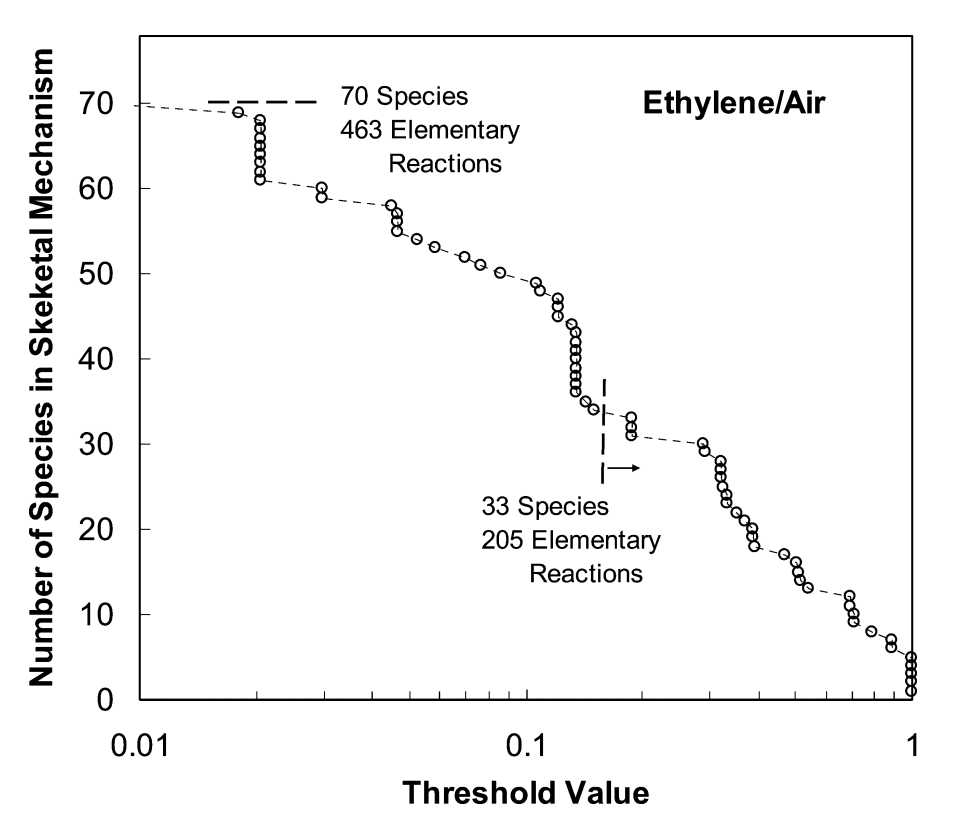 Number of Species in Skeketal Mechanism
70
60
50
40
30
20
10
0
70 Species
463 Elementary
Reactions
Ethylene/Air
33 Species
205 Elementary
Reactions
0.01
0.1
1
Threshold Value